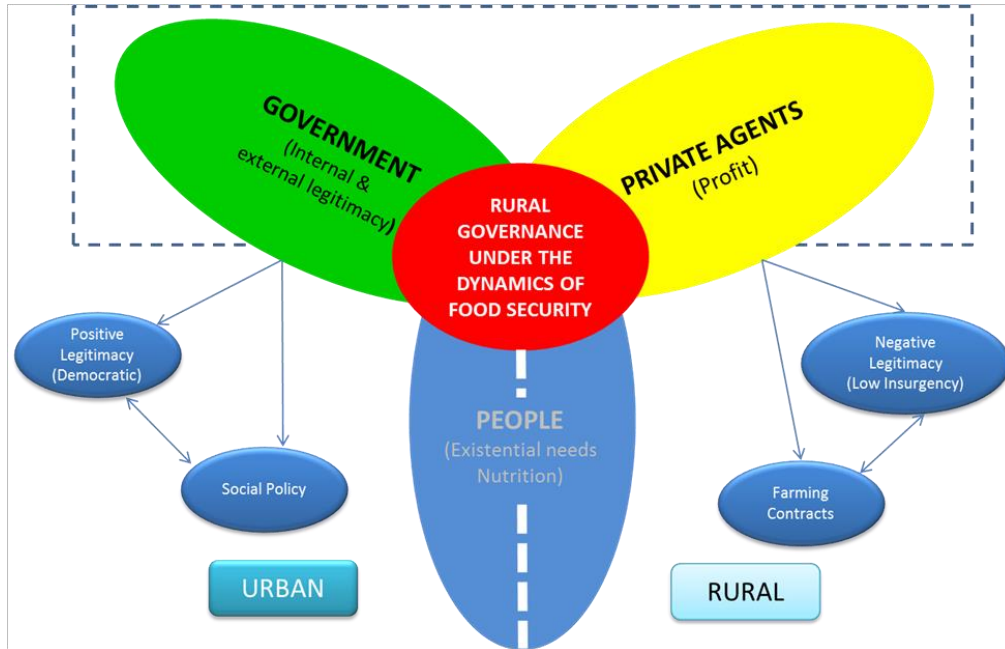 GOVERNMENT
(Internal &
external legitimacy)
PRIVATE AGENTS
(Profit)
RURAL
GOVERNANCE
UNDER THE
DYNAMICS OF
FOOD SECURITY
Positive
Legitimacy
(Democratic)
Negative
Legitimacy
(Low Insurgency)
PEOPLE
(Existential needs
Nutrition)
Social Policy
Farming
Contracts
URBAN
RURAL